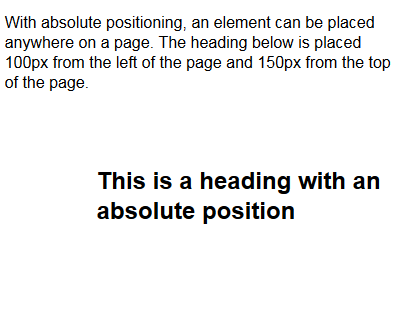 With absolute positioning, an element can be placed
anywhere on a page. The heading below is placed
100px from the left of the page and 150px from the top
of the page.
This is a heading with an
absolute position